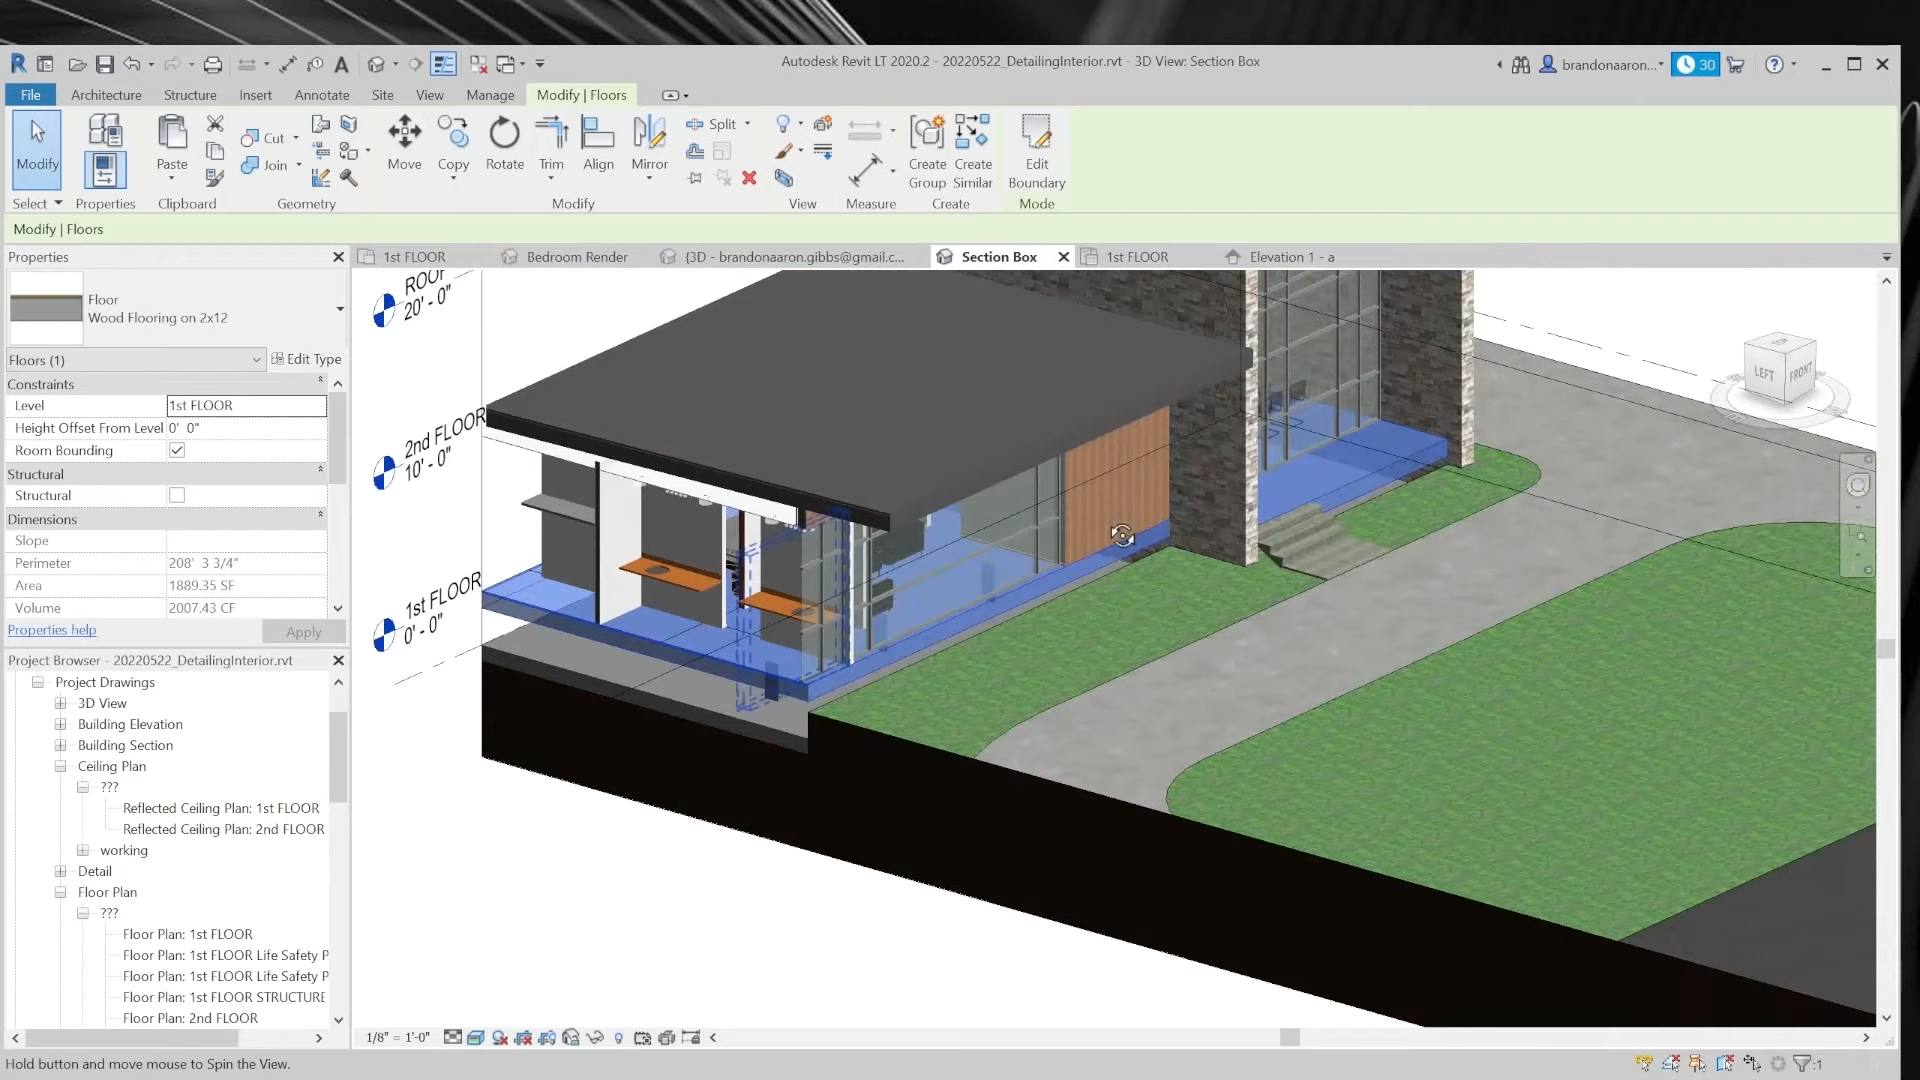 Autodesk Revit LT 2020.2 - 20220522_DetailingInterior.rvt - 3D View: Section Box
brandonaaron...
30
File
Architecture
Structure
Insert
Annotate
Site
View
Manage
Modify | Floors
Modify
Paste
Cut
Join
Move
Copy
Rotate
Trim
Align
Mirror
Split
Create
Group
Create
Similar
Edit
Boundary
Select
Properties
Clipboard
Geometry
Modify
View
Measure
Create
Mode
Modify | Floors
Properties
1st FLOOR
Bedroom Render
{3D - brandonaaron.gibbs@gmail.c...
Section Box
1st FLOOR
Elevation 1 - a
Floor
Wood Flooring on 2x12
Floors (1)
Edit Type
Constraints
Level
1st FLOOR
Height Offset From Level
0' 0"
Room Bounding
Structural
Structural
Dimensions
Slope
Perimeter
208' 3 3/4"
Area
1889.35 SF
Volume
2007.43 CF
Properties help
Apply
Project Browser - 20220522_DetailingInterior.rvt
Project Drawings
3D View
Building Elevation
Building Section
Ceiling Plan
???
Reflected Ceiling Plan: 1st FLOOR
Reflected Ceiling Plan: 2nd FLOOR
working
Detail
Floor Plan
???
Floor Plan: 1st FLOOR
Floor Plan: 1st FLOOR Life Safety P
Floor Plan: 1st FLOOR Life Safety P
Floor Plan: 1st FLOOR STRUCTURE
Floor Plan: 2nd FLOOR
ROOF
20' - 0"
2nd FLOOR
10' - 0"
1st FLOOR
0' - 0"
LEFT
FRONT
1/8" = 1'-0"
Hold button and move mouse to Spin the View.
:1